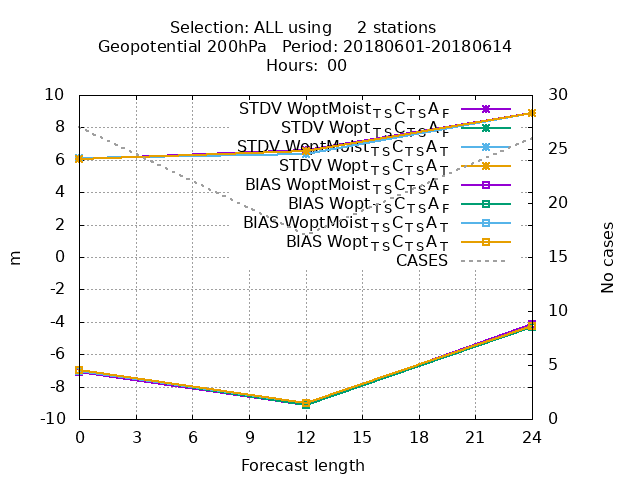 Selection: ALL using 2 stations
Geopotential 200hPa Period: 20180601-20180614
Hours: 00
10
8
6
4
2
0
-2
-4
-6
-8
-10
m
STDV WoptMoist_TS C_TS A_F
STDV Wopt_TS C_TS A_F
STDV WoptMoist_TS C_TS A_T
STDV Wopt_TS C_TS A_T
BIAS WoptMoist_TS C_TS A_F
BIAS Wopt_TS C_TS A_F
BIAS WoptMoist_TS C_TS A_T
BIAS Wopt_TS C_TS A_T
CASES
30
25
20
15
10
5
0
No cases
0 3 6 9 12 15 18 21 24
Forecast length